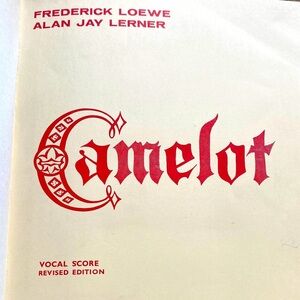 FREDERICK LOEWE
ALAN JAY LERNER
Camelot
VOCAL SCORE
REVISED EDITION